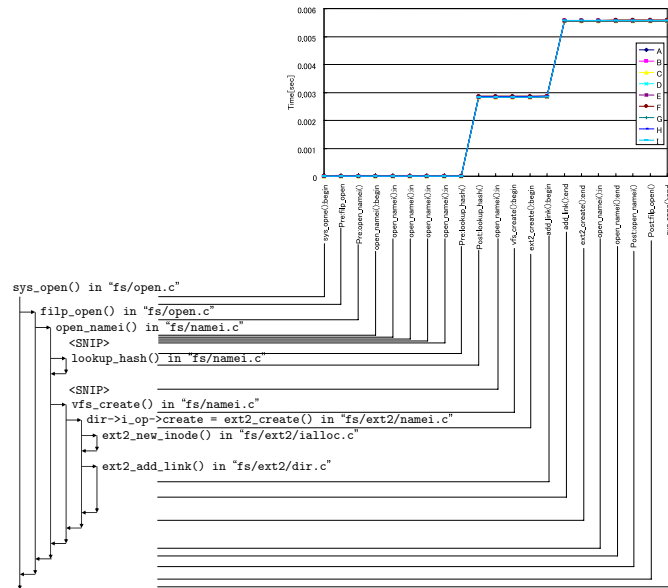 0.006
0.005
0.004
0.003
0.002
0.001
0
Time[sec]
A
B
C
D
E
F
G
H
I
sys_opne():begin
Pre:filp_open
Pre:open_namei()
open_namei():begin
open_namei():in
open_namei():in
open_namei():in
open_namei():in
Pre:lookup_hash()
Post:lookup_hash()
open_namei():in
vfs_create():begin
ext2_create():begin
add_link():begin
add_link():end
ext2_create():end
open_namei():in
open_namei():end
Post:open_namei()
Post:filp_open()
sys_open() in "fs/open.c"
filp_open() in "fs/open.c"
open_namei() in "fs/namei.c"
<SNIP>
lookup_hash() in "fs/namei.c"
<SNIP>
vfs_create() in "fs/namei.c"
dir->i_op->create = ext2_create() in "fs/ext2/namei.c"
ext2_new_inode() in "fs/ext2/ialloc.c"
ext2_add_link() in "fs/ext2/dir.c"